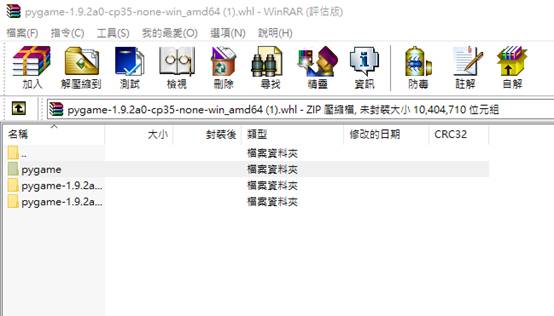 pygame-1.9.2a0-cp35-none-win_amd64 (1).whl - WinRAR (評估版)
檔案(F) 指令(C) 工具(S) 我的最愛(O) 選項(N) 說明(H)
加入 解壓縮到 測試 檢視 刪除 尋找 精靈 資訊 防毒 註解 自解
pygame-1.9.2a0-cp35-none-win_amd64 (1).whl - ZIP 壓縮檔, 未封裝大小 10,404,710 位元組
名稱 大小 封裝後 類型 修改的日期 CRC32
.. 檔案資料夾
pygame 檔案資料夾
pygame-1.9.2a... 檔案資料夾
pygame-1.9.2a... 檔案資料夾